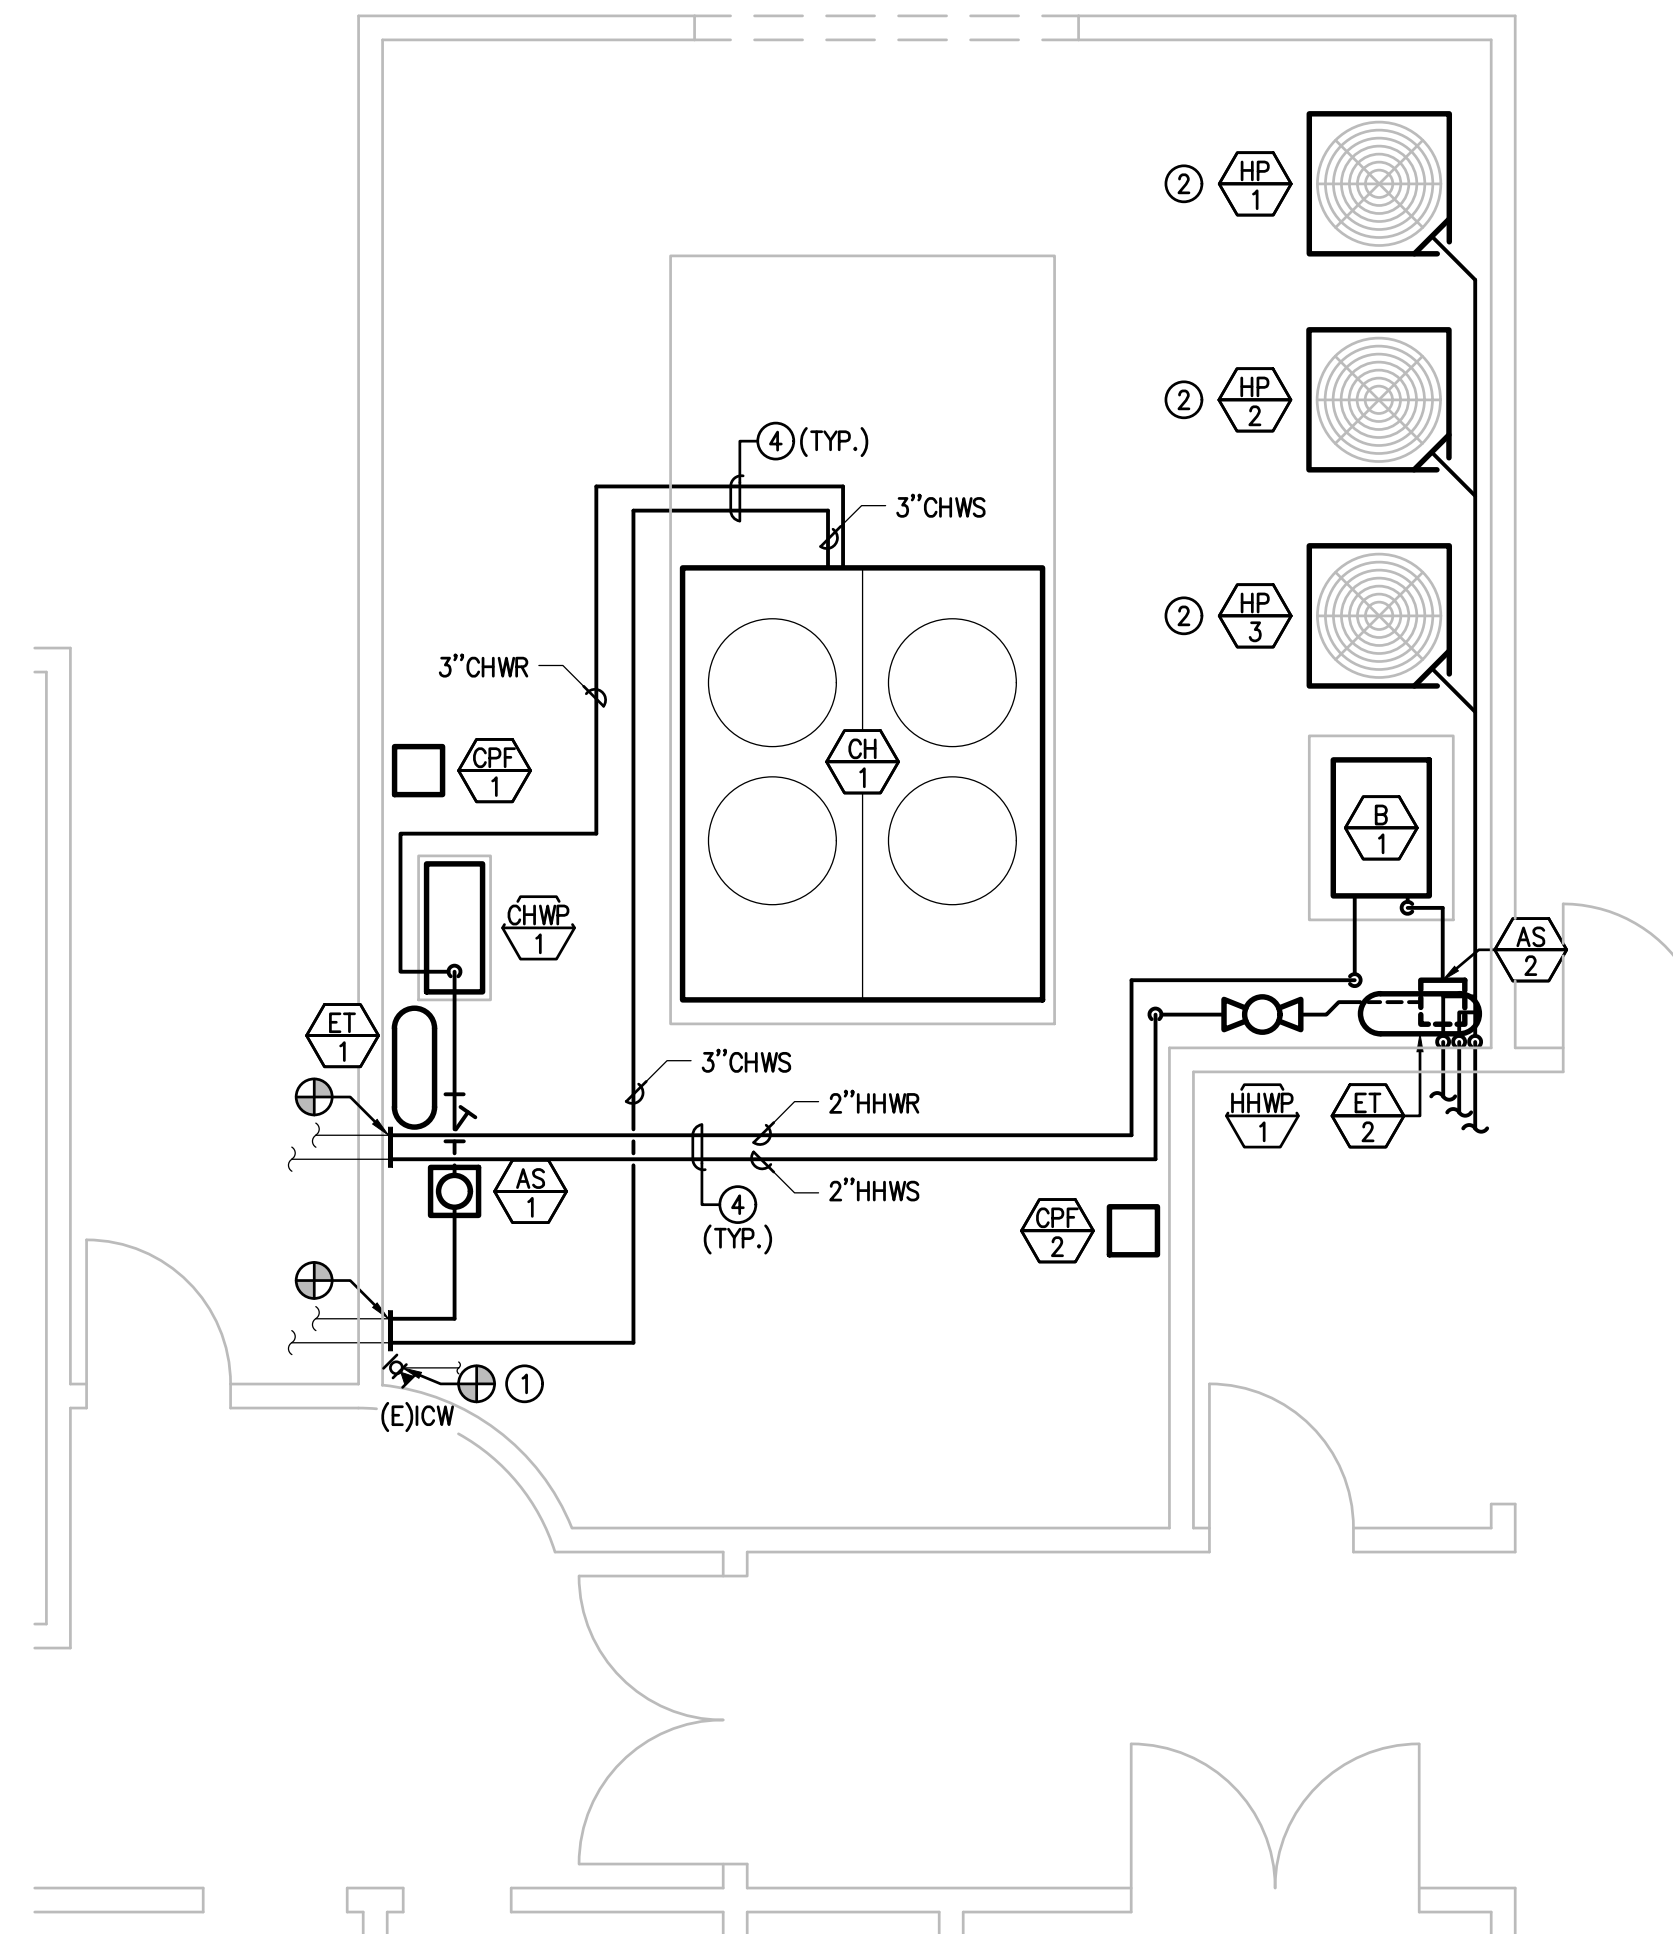 2
HP
1
2
HP
2
4 (TYP.)
3"CHWS
2
HP
3
3"CHWR
CPF
1
CH
1
B
1
CHWP
1
AS
2
ET
1
3"CHWS
2"HHWR
HHWP
1
ET
2
AS
1
2"HHWS
4
(TYP.)
CPF
2
1
(E)ICW